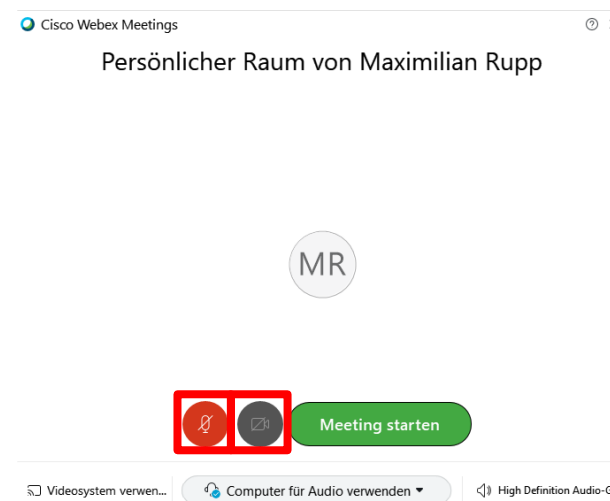 Cisco Webex Meetings
Persönlicher Raum von Maximilian Rupp
MR
Meeting starten
Videosystem verwen...
Computer für Audio verwenden
High Definition Audio-